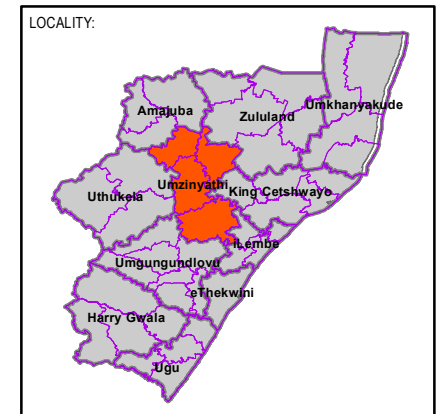 LOCALITY:
Amajuba
Zululand
Umkhanyakude
Uthukela
Umzinyathi
King Cetshwayo
iLembe
Umgungundlovu
eThekwini
Harry Gwala
Ugu